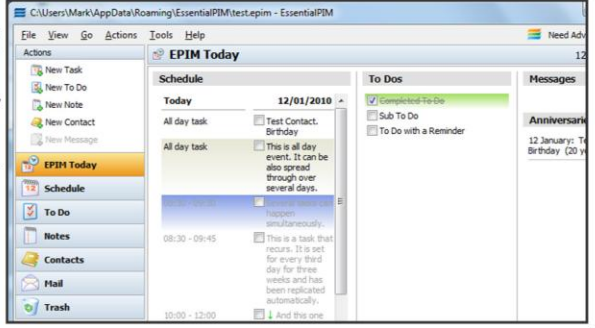 C:\Users\Mark\AppData\Roaming\EssentialPIM\test.epim - EssentialPIM
File View Go Actions Tools Help
Need Adv
Actions
EPIM Today
12
New Task
New To Do
New Note
New Contact
New Message
EPIM Today
Schedule
To Do
Notes
Contacts
Mail
Trash
Schedule
Today 12/01/2010
All day task
Test Contact.
Birthday
All day task
This is all day
event. It can be
also spread
through over
several days.
happen
simultaneously.
08:30 - 09:45
This is a task that
recurs. It is set
for every third
day for three
weeks and has
been replicated
automatically.
10:00 - 12:00
And this one
To Dos
Completed To Do
Sub To Do
To Do with a Reminder
Messages
Anniversarie
12 January: Te
Birthday (20 y